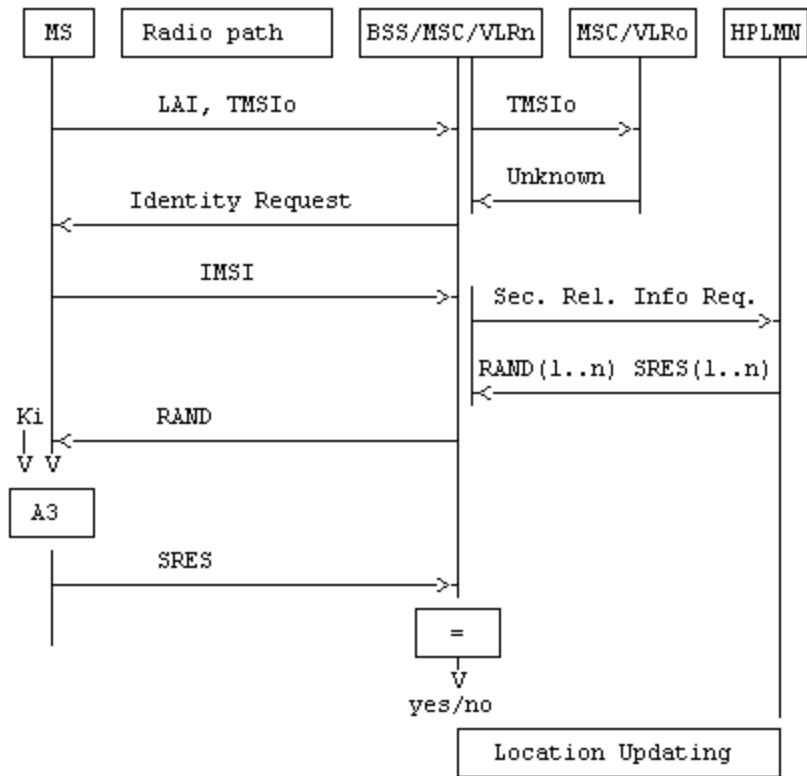 MS Radio path BSS/MSC/VLRn MSC/VLRo HPLMN
LAI, TMSIo TMSIo
Unknown
Identity Request
IMSI
Sec. Rel. Info Req.
RAND(1..n) SRES(1..n)
Ki RAND
A3
SRES
=
yes/no
Location Updating